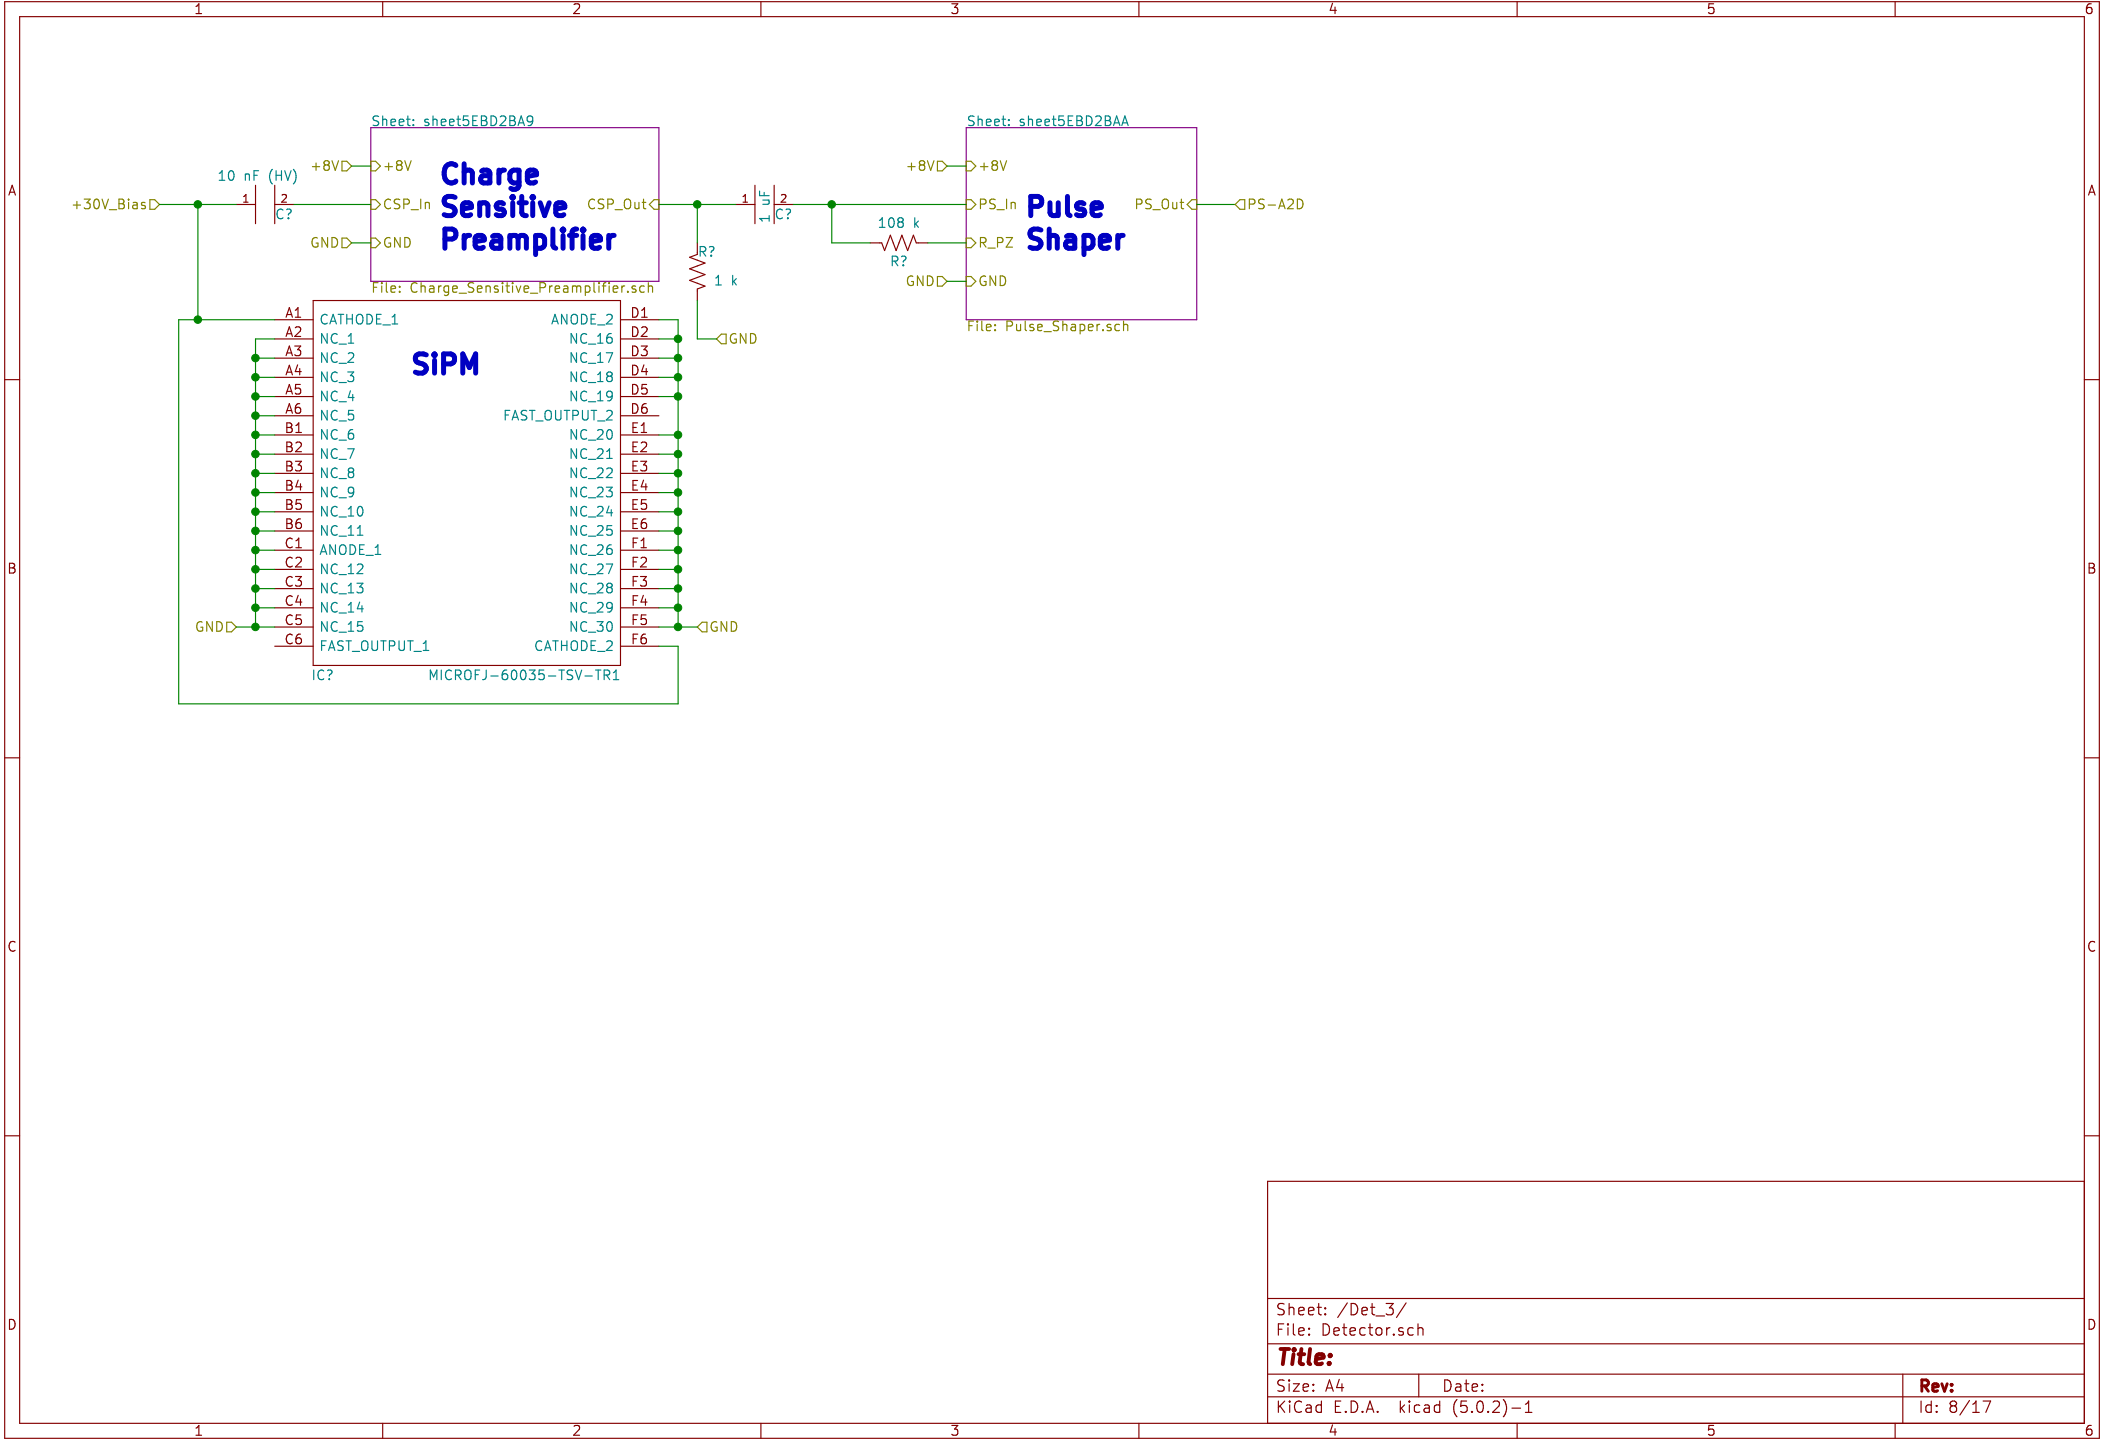 1 2 3 4 5 6
Sheet: sheet5EBD2BA9
Sheet: sheet5EBD2BAA
+8V +8V
+8V +8V
Charge
Sensitive
Preamplifier
10 nF (HV)
A A
+30V_Bias 1 2 CSP_In CSP_Out 1 1 uF 2 PS_In PS_Out PS-A2D
C? C?
Pulse
Shaper
108 k
GND GND
R_PZ
R? R?
1 k
GND GND
File: Charge_Sensitive_Preamplifier.sch
File: Pulse_Shaper.sch
GND
SiPM
A1 CATHODE_1 ANODE_2 D1
A2 NC_1 NC_16 D2
A3 NC_2 NC_17 D3
A4 NC_3 NC_18 D4
A5 NC_4 NC_19 D5
A6 NC_5 FAST_OUTPUT_2 D6
B1 NC_6 NC_20 E1
B2 NC_7 NC_21 E2
B3 NC_8 NC_22 E3
B4 NC_9 NC_23 E4
B5 NC_10 NC_24 E5
B6 NC_11 NC_25 E6
C1 ANODE_1 NC_26 F1
C2 NC_12 NC_27 F2
C3 NC_13 NC_28 F3
C4 NC_14 NC_29 F4
GND C5 NC_15 NC_30 F5 GND
C6 FAST_OUTPUT_1 CATHODE_2 F6
IC? MICROFJ-60035-TSV-TR1
B B
C C
D D
Sheet: /Det_3/
File: Detector.sch
Title:
Size: A4 Date: Rev:
KiCad E.D.A. kicad (5.0.2)-1 Id: 8/17
1 2 3 4 5 6